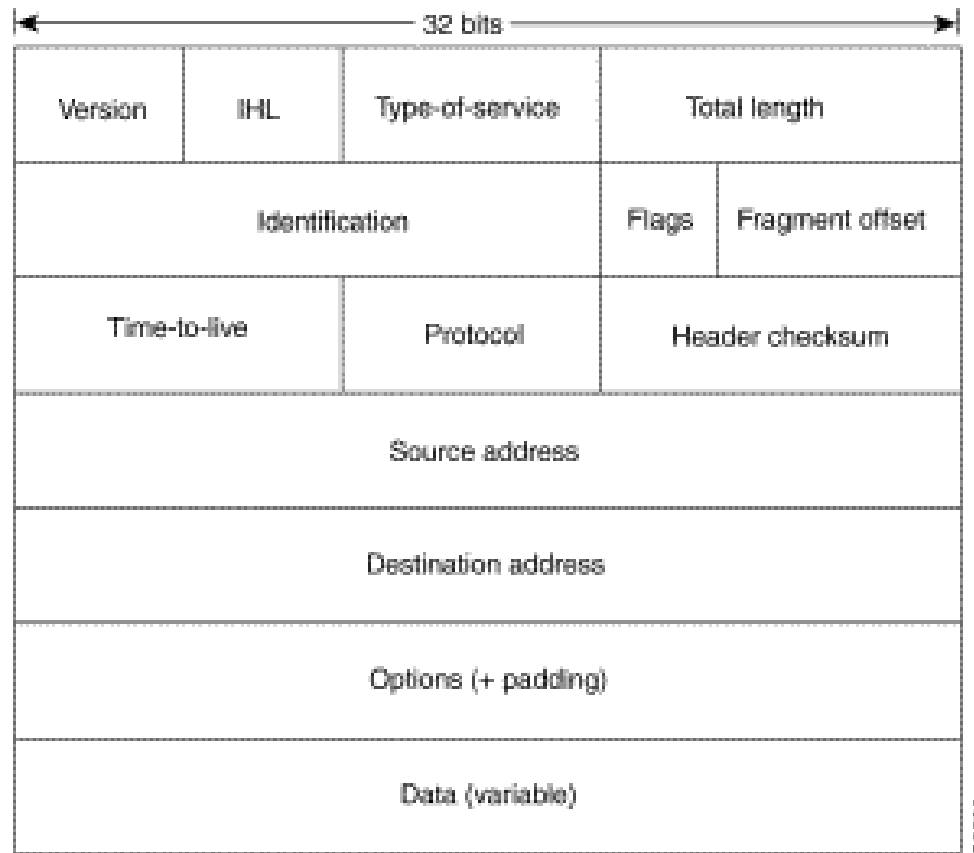 32 bits
Version IHL Type-of-service Total length
Identification Flags Fragment offset
Time-to-live Protocol Header checksum
Source address
Destination address
Options (+ padding)
Data (variable)